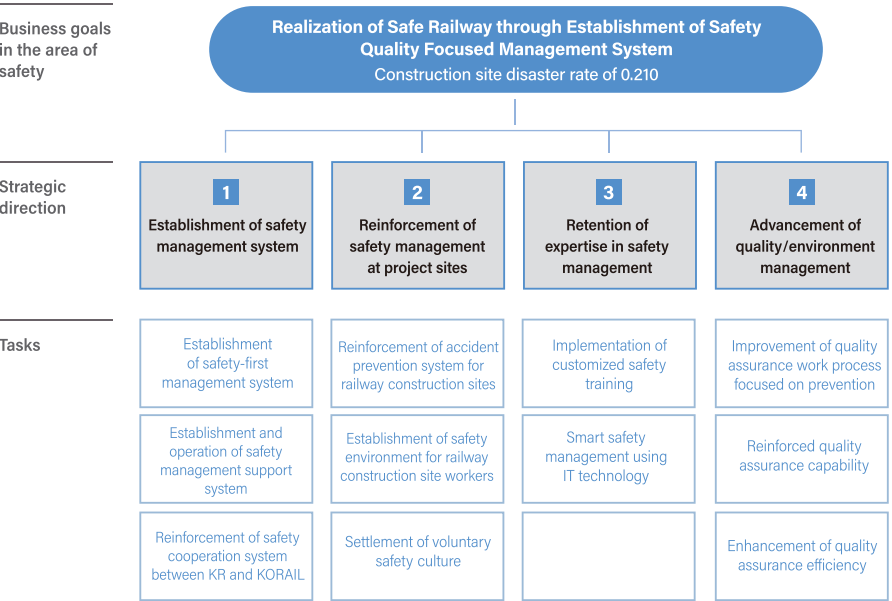 Business goals
in the area of
safety
Realization of Safe Railway through Establishment of Safety
Quality Focused Management System
Construction site disaster rate of 0.210
Strategic
direction
1
Establishment of safety
management system
2
Reinforcement of
safety management
at project sites
3
Retention of
expertise in safety
management
4
Advancement of
quality/environment
management
Tasks
Establishment
of safety-first
management system
Reinforcement of accident
prevention system for
railway construction sites
Implementation of
customized safety
training
Improvement of quality
assurance work process
focused on prevention
Establishment and
operation of safety
management support
system
Establishment of safety
environment for railway
construction site workers
Smart safety
management using
IT technology
Reinforced quality
assurance capability
Reinforcement of safety
cooperation system
between KR and KORAIL
Settlement of voluntary
safety culture
Enhancement of quality
assurance efficiency